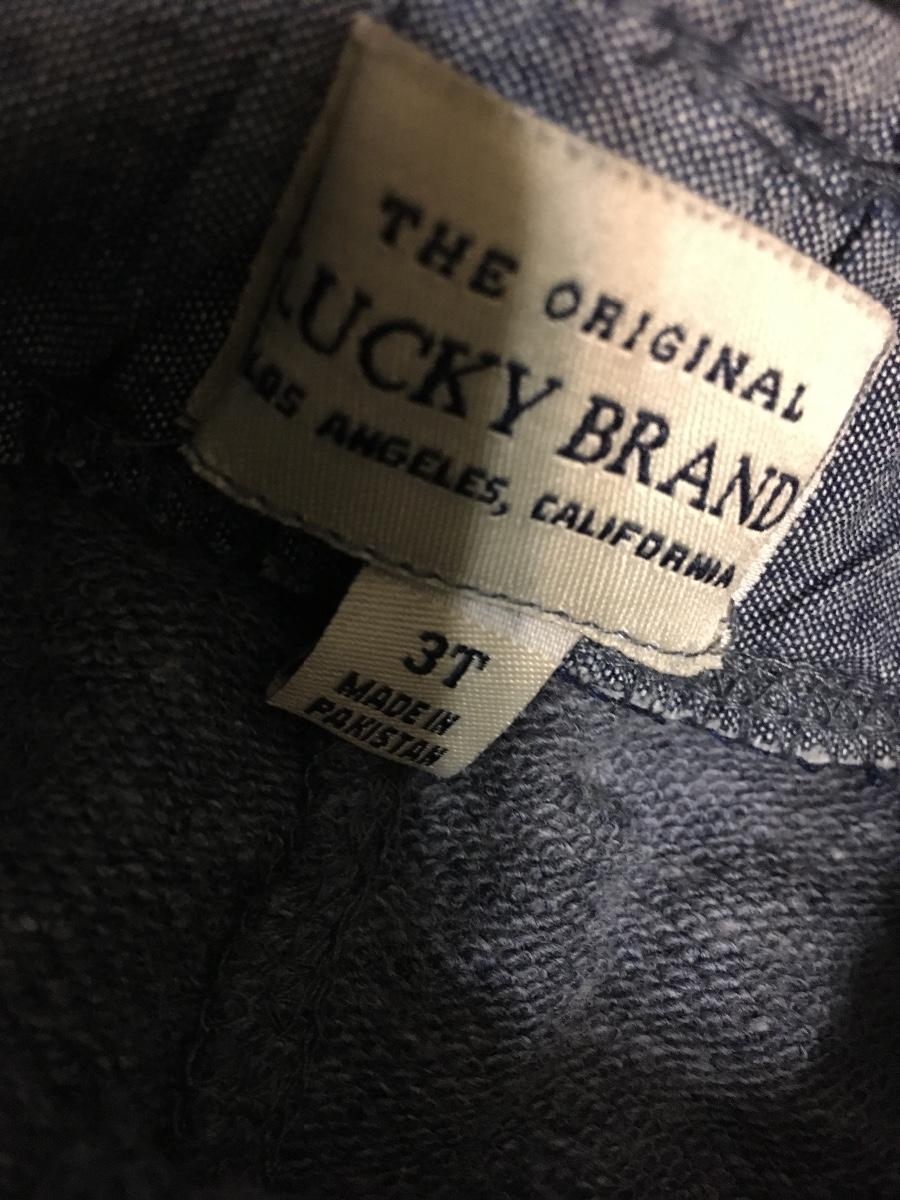 THE ORIGINAL
LUCKY BRAND
LOS ANGELES, CALIFORNIA
3T
MADE IN
PAKISTAN